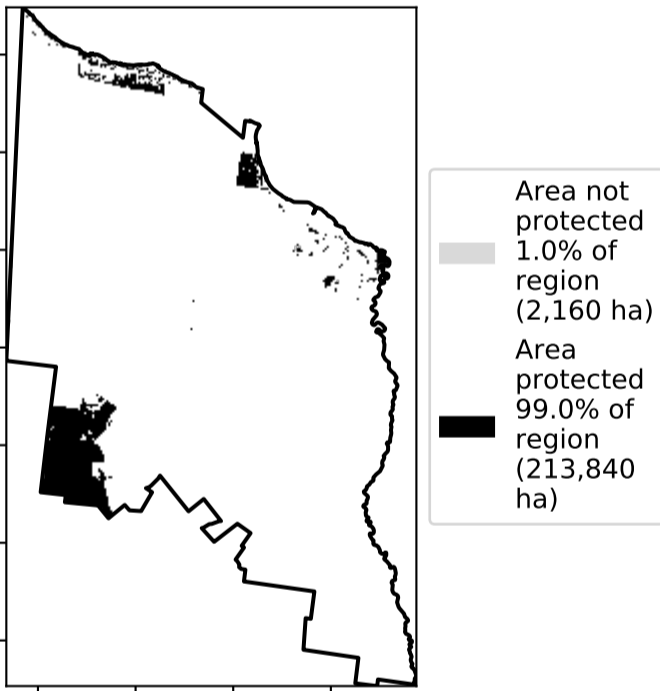 Area not
protected
1.0% of
region
(2,160 ha)
Area
protected
99.0% of
region
(213,840
ha)